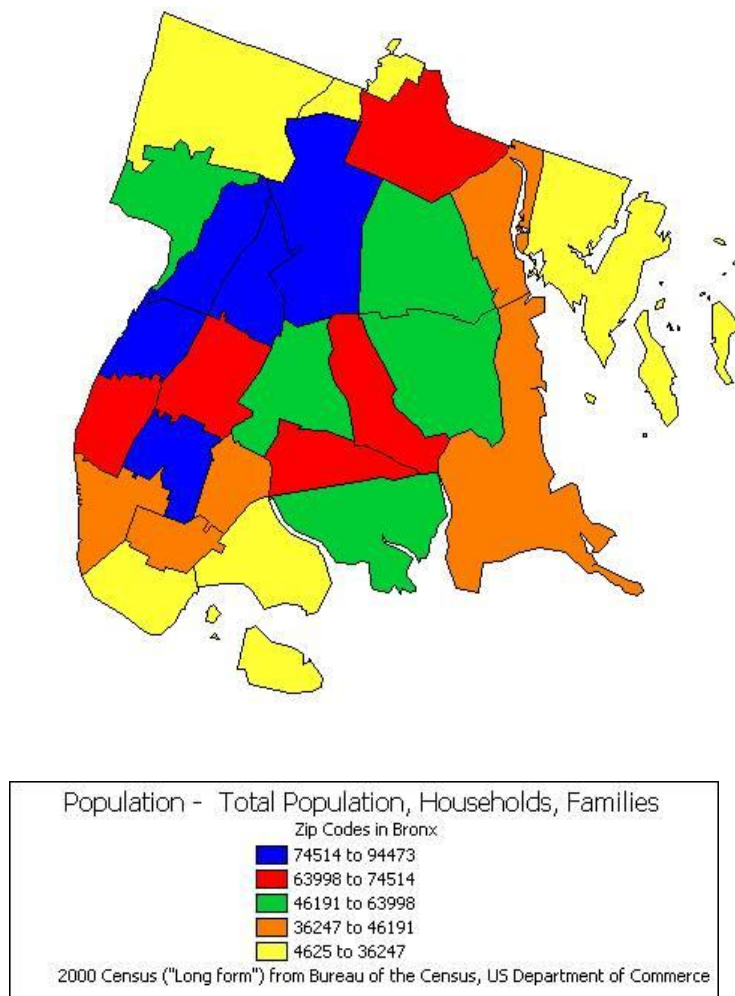 Population - Total Population, Households, Families
Zip Codes in Bronx
74514 to 94473
63998 to 74514
46191 to 63998
36247 to 46191
4625 to 36247
2000 Census ("Long form") from Bureau of the Census, US Department of Commerce